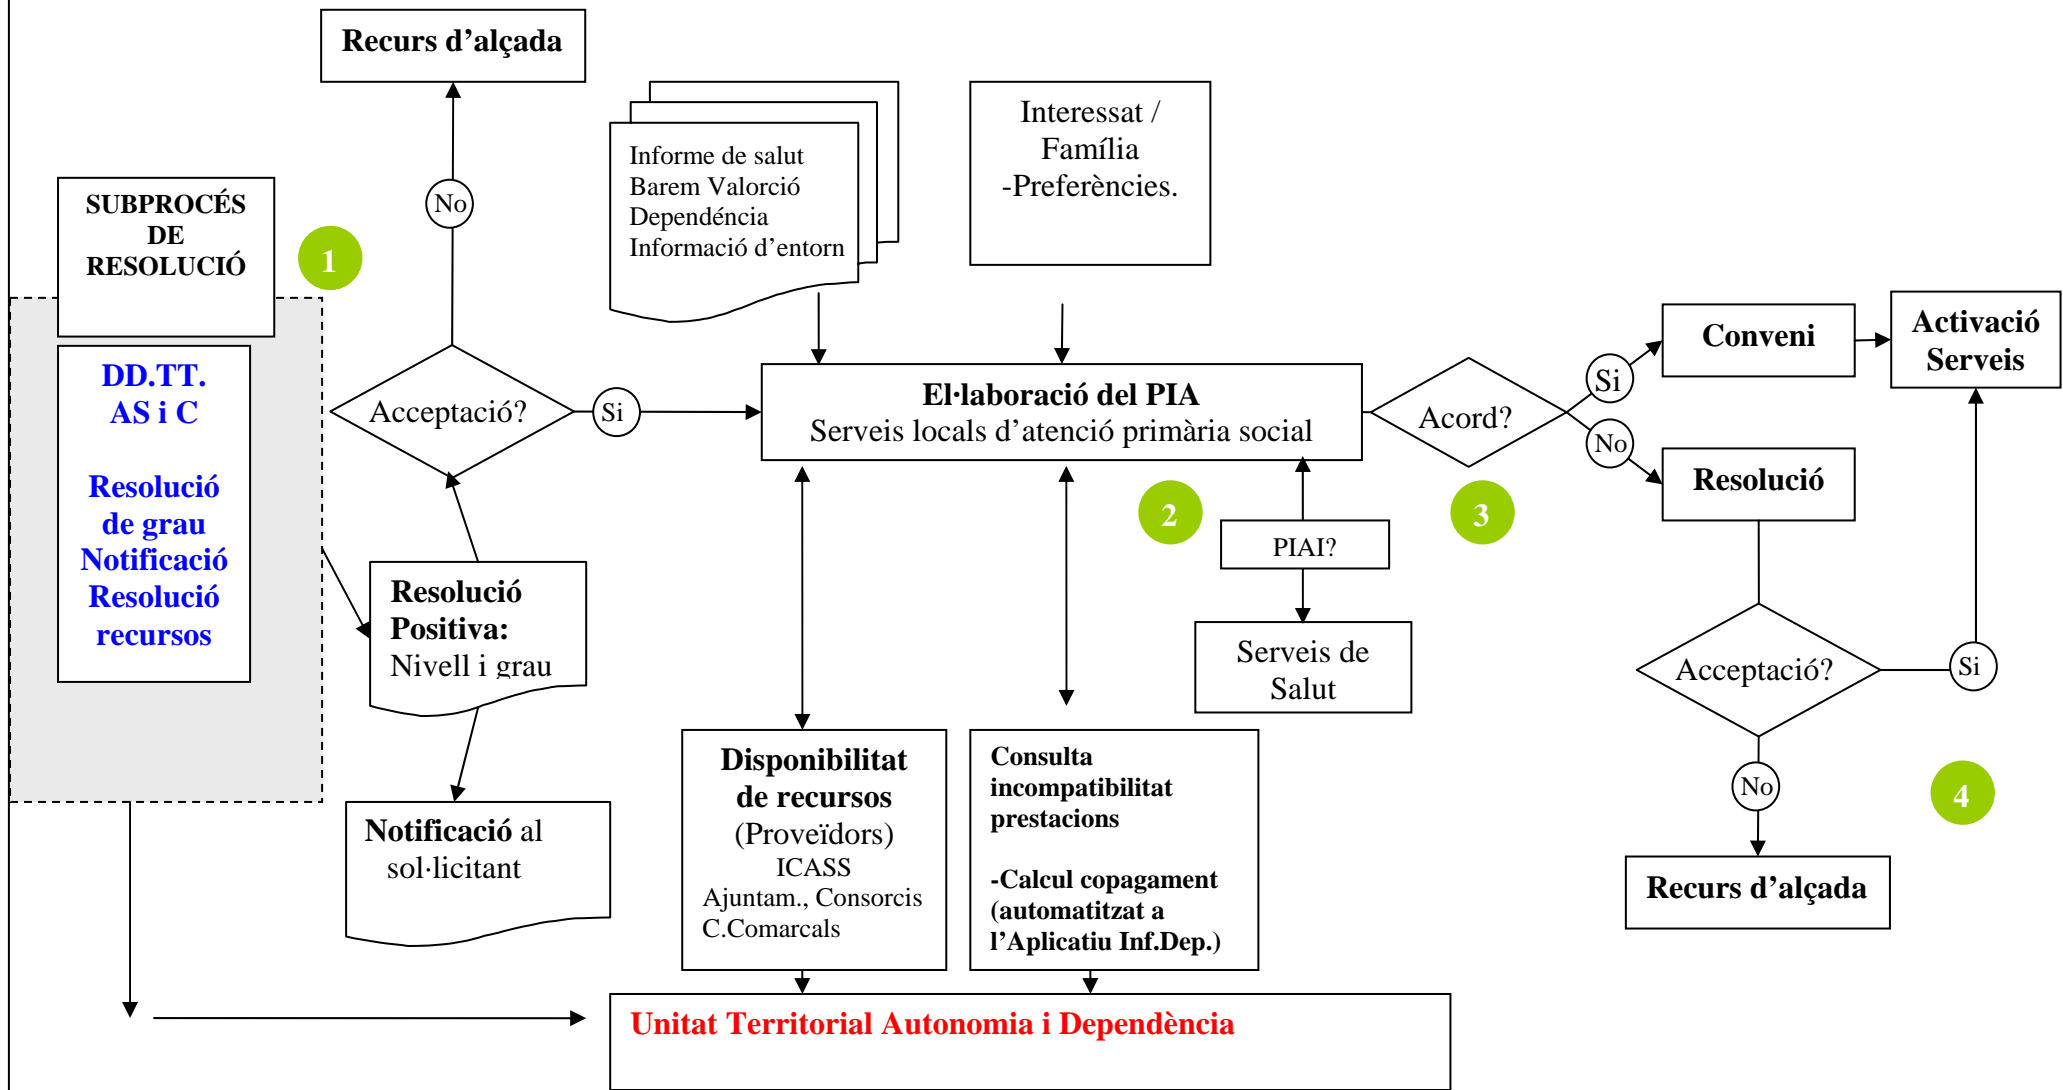 Recurs d’alçada
No
SUBPROCÉS
DE
RESOLUCIÓ
1
DD.TT.
AS i C
Resolució
de grau
Notificació
Resolució
recursos
Acceptació?
Si
Resolució
Positiva:
Nivell i grau
Notificació al
sol·licitant
Informe de salut
Barem Valorció
Dependéncia
Informació d’entorn
Interessat /
Família
-Preferències.
El·laboració del PIA
Serveis locals d’atenció primària social
2
PIAI?
Serveis de
Salut
Disponibilitat
de recursos
(Proveïdors)
ICASS
Ajuntam., Consorcis
C.Comarcals
Consulta
incompatibilitat
prestacions
-Calcul copagament
(automatitzat a
l’Aplicatiu Inf.Dep.)
Unitat Territorial Autonomia i Dependència
Acord?
3
Si
No
Conveni
Activació
Serveis
Resolució
Acceptació?
Si
No
4
Recurs d’alçada